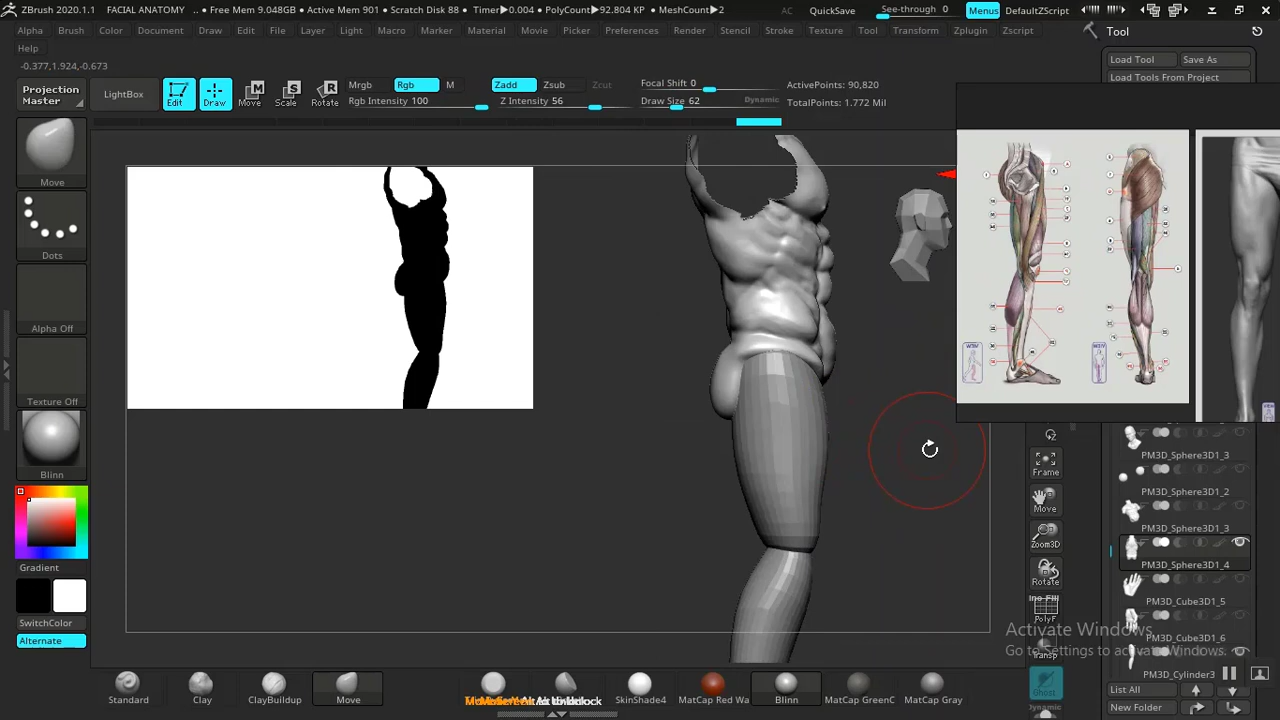 ZBrush 2020.1.1 FACIAL ANATOMY .. • Free Mem 9.048GB • Active Mem 901 • Scratch Disk 88 • Timer▶0.004 • PolyCount▶92.804 KP • MeshCount▶2 AC QuickSave See-through 0 Menus DefaultZScript
Alpha Brush Color Document Draw Edit File Layer Light Macro Marker Material Movie Picker Preferences Render Stencil Stroke Texture Tool Transform Zplugin Zscript
Help
Tool
Load Tool Save As
Load Tools From Project
-0.377,1.924,-0.673
Projection
Master
LightBox
Edit Draw Move Scale Rotate
Mrgb Rgb M
Rgb Intensity 100
Zadd Zsub Zcut
Z Intensity 56
Focal Shift 0
Draw Size 62 Dynamic
ActivePoints: 90,820
TotalPoints: 1.772 Mil
Move
Dots
Alpha Off
Texture Off
Blinn
Gradient
SwitchColor
Alternate
Frame
Move
Zoom3D
Rotate
PolyF
Transp
Ghost
Dynamic
PM3D_Sphere3D1_3
PM3D_Sphere3D1_2
PM3D_Sphere3D1_3
PM3D_Sphere3D1_4
PM3D_Cube3D1_5
PM3D_Cube3D1_6
PM3D_Cylinder3
Activate Windows
Go to Settings to activate Windows.
List All
New Folder
Standard Clay ClayBuildup Move SkinShade4 MatCap Red Wa Blinn MatCap GreenC MatCap Gray